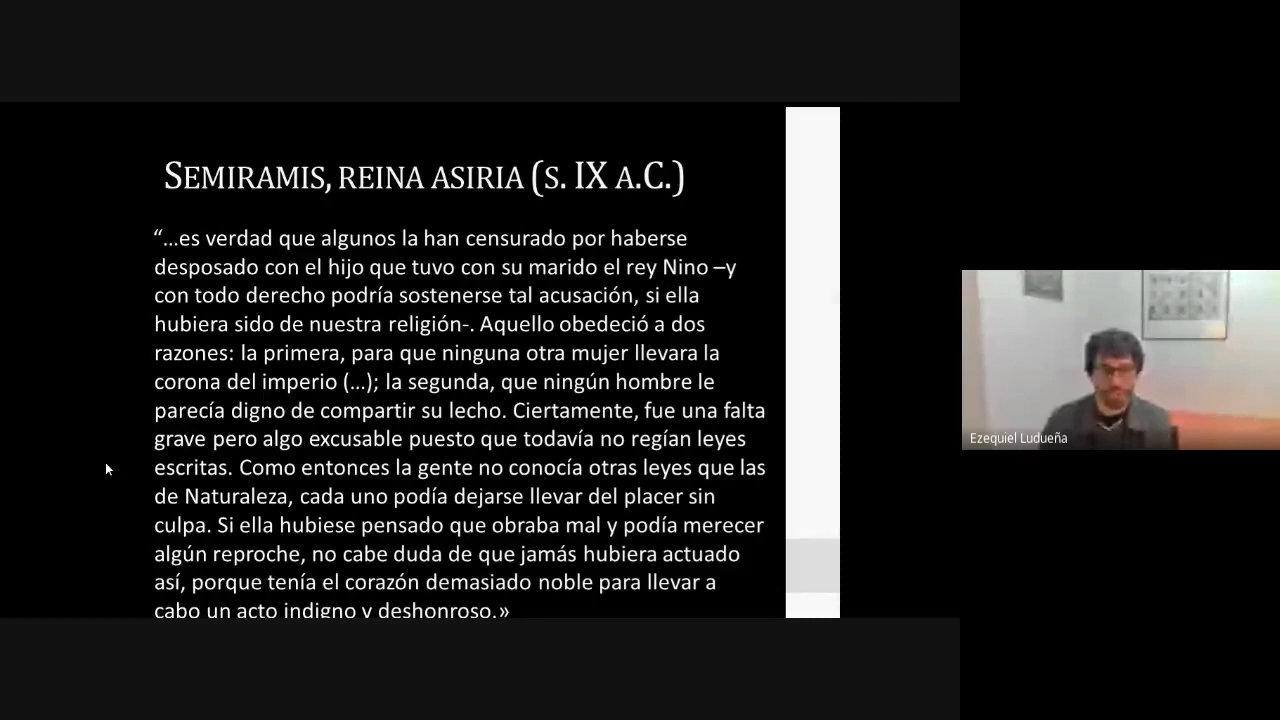 SEMIRAMIS, REINA ASIRIA (S. IX A.C.)
“…es verdad que algunos la han censurado por haberse
desposado con el hijo que tuvo con su marido el rey Nino –y
con todo derecho podría sostenerse tal acusación, si ella
hubiera sido de nuestra religión-. Aquello obedeció a dos
razones: la primera, para que ninguna otra mujer llevara la
corona del imperio (…); la segunda, que ningún hombre le
parecía digno de compartir su lecho. Ciertamente, fue una falta
grave pero algo excusable puesto que todavía no regían leyes
escritas. Como entonces la gente no conocía otras leyes que las
de Naturaleza, cada uno podía dejarse llevar del placer sin
culpa. Si ella hubiese pensado que obraba mal y podía merecer
algún reproche, no cabe duda de que jamás hubiera actuado
así, porque tenía el corazón demasiado noble para llevar a
cabo un acto indigno y deshonroso.»
Ezequiel Ludueña